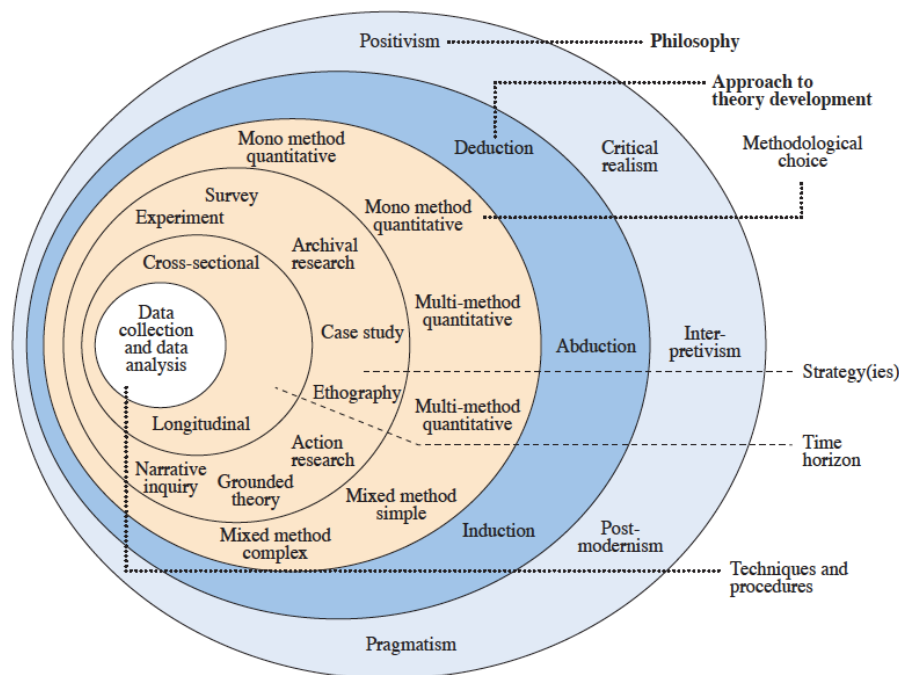 Positivism
Philosophy
Approach to
theory development
Mono method
quantitative
Deduction
Critical
realism
Methodological
choice
Survey
Experiment
Mono method
quantitative
Archival
research
Cross-sectional
Data
collection
and data
analysis
Multi-method
quantitative
Case study
Abduction
Inter-
pretivism
Strategy(ies)
Ethography
Multi-method
quantitative
Longitudinal
Time
horizon
Action
research
Narrative
inquiry
Grounded
theory
Mixed method
simple
Mixed method
complex
Induction
Post-
modernism
Techniques and
procedures
Pragmatism